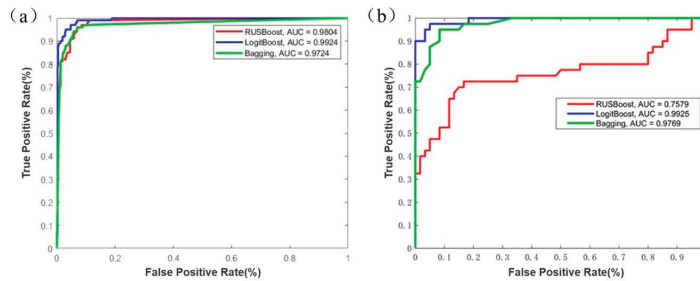 (a)
1
0.9
0.8
0.7
0.6
0.5
0.4
0.3
0.2
0.1
0
True Positive Rate(%)
RUSBoost, AUC = 0.9804
LogitBoost, AUC = 0.9924
Bagging, AUC = 0.9724
0 0.2 0.4 0.6 0.8 1
False Positive Rate(%)
(b)
1
0.9
0.8
0.7
0.6
0.5
0.4
0.3
0.2
0.1
0
True Positive Rate(%)
RUSBoost, AUC = 0.7579
LogitBoost, AUC = 0.9925
Bagging, AUC = 0.9769
0 0.1 0.2 0.3 0.4 0.5 0.6 0.7 0.8 0.9
False Positive Rate(%)